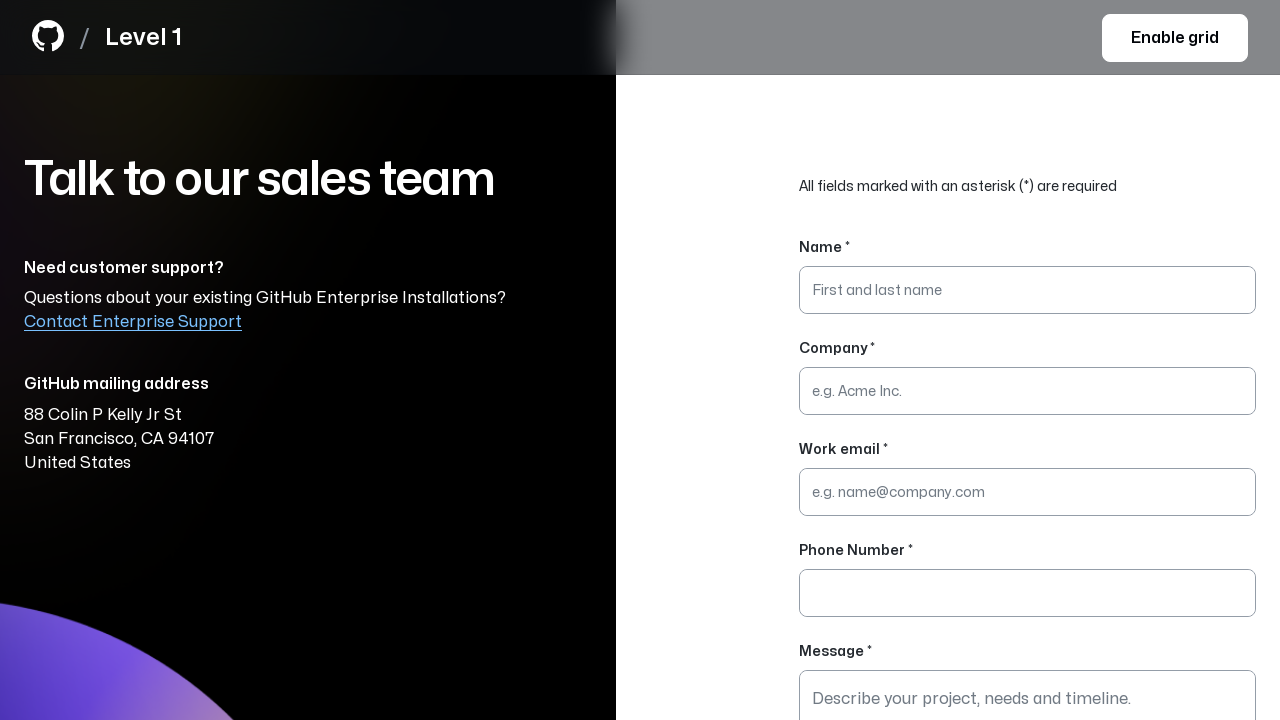 / Level 1
Enable grid
Talk to our sales team
Need customer support?
Questions about your existing GitHub Enterprise Installations?
Contact Enterprise Support
GitHub mailing address
88 Colin P Kelly Jr St
San Francisco, CA 94107
United States
All fields marked with an asterisk (*) are required
Name *
First and last name
Company *
e.g. Acme Inc.
Work email *
e.g. name@company.com
Phone Number *
Message *
Describe your project, needs and timeline.